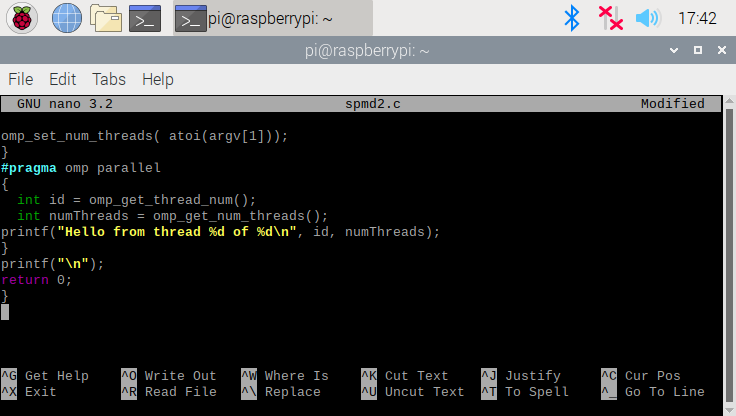 pi@raspberrypi: ~ 17:42
pi@raspberrypi: ~
File Edit Tabs Help
GNU nano 3.2 spmd2.c Modified
omp_set_num_threads( atoi(argv[1]));
}
#pragma omp parallel
{
  int id = omp_get_thread_num();
  int numThreads = omp_get_num_threads();
printf("Hello from thread %d of %d\n", id, numThreads);
}
printf("\n");
return 0;
}
^G Get Help ^O Write Out ^W Where Is ^K Cut Text ^J Justify ^C Cur Pos
^X Exit ^R Read File ^\ Replace ^U Uncut Text ^T To Spell ^_ Go To Line